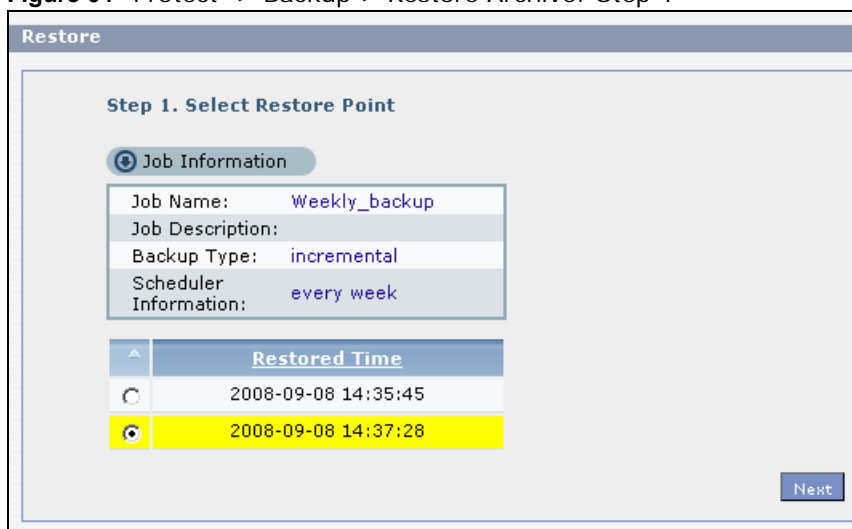 Restore
Step 1. Select Restore Point
Job Information
Job Name: Weekly_backup
Job Description:
Backup Type: incremental
Scheduler Information: every week
Restored Time
2008-09-08 14:35:45
2008-09-08 14:37:28
Next